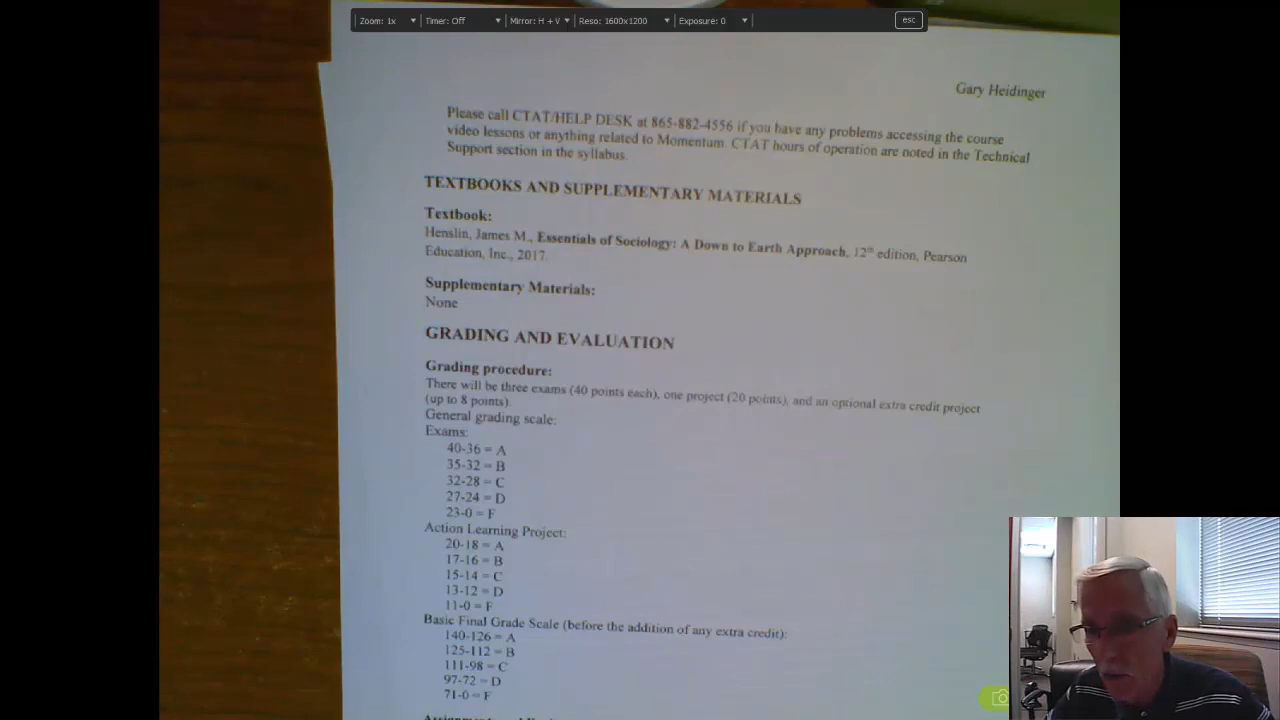 Zoom: 1x Timer: Off Mirror: H + V Reso: 1600x1200 Exposure: 0 esc
Gary Heidinger
Please call CTAT/HELP DESK at 865-882-4556 if you have any problems accessing the course
video lessons or anything related to Momentum. CTAT hours of operation are noted in the Technical
Support section in the syllabus.
TEXTBOOKS AND SUPPLEMENTARY MATERIALS
Textbook:
Henslin, James M., Essentials of Sociology: A Down to Earth Approach, 12th edition, Pearson
Education, Inc., 2017.
Supplementary Materials:
None
GRADING AND EVALUATION
Grading procedure:
There will be three exams (40 points each), one project (20 points), and an optional extra credit project
(up to 8 points).
General grading scale:
Exams:
40-36 = A
35-32 = B
32-28 = C
27-24 = D
23-0 = F
Action Learning Project:
20-18 = A
17-16 = B
15-14 = C
13-12 = D
11-0 = F
Basic Final Grade Scale (before the addition of any extra credit):
140-126 = A
125-112 = B
111-98 = C
97-72 = D
71-0 = F